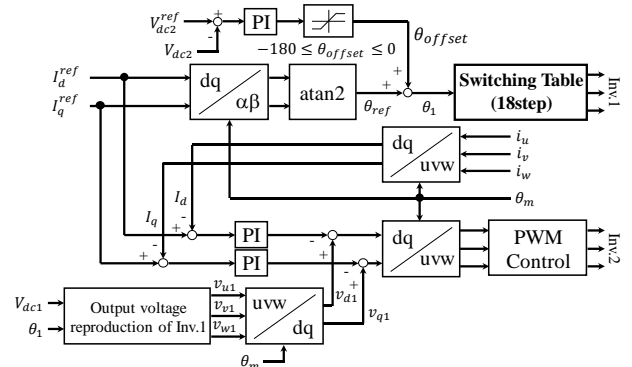 V_dc2^ref
+
-
V_dc2
PI
−180 ≤ θ_offset ≤ 0
θ_offset
I_d^ref
I_q^ref
dq
αβ
atan2
θ_ref
+
+
θ_1
Switching Table
(18step)
Inv.1
dq
uvw
i_u
i_v
i_w
I_q
I_d
θ_m
-
+
-
+
PI
PI
-
+
-
+
dq
uvw
PWM
Control
Inv.2
V_dc1
θ_1
Output voltage
reproduction of Inv.1
v_u1
v_v1
v_w1
uvw
dq
v_d1
v_q1
θ_m